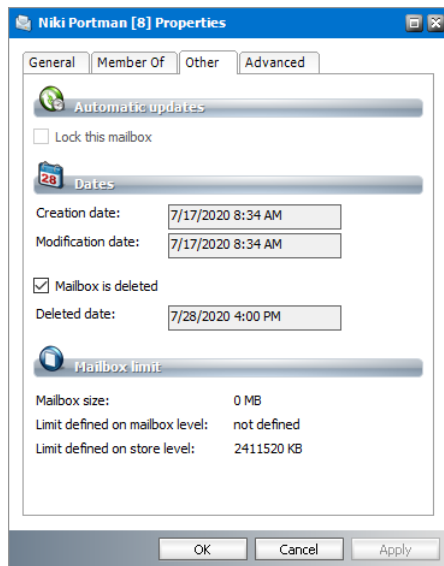 Niki Portman [8] Properties
General Member Of Other Advanced
Automatic updates
Lock this mailbox
28 Dates
Creation date: 7/17/2020 8:34 AM
Modification date: 7/17/2020 8:34 AM
Mailbox is deleted
Deleted date: 7/28/2020 4:00 PM
Mailbox limit
Mailbox size: 0 MB
Limit defined on mailbox level: not defined
Limit defined on store level: 2411520 KB
OK Cancel Apply